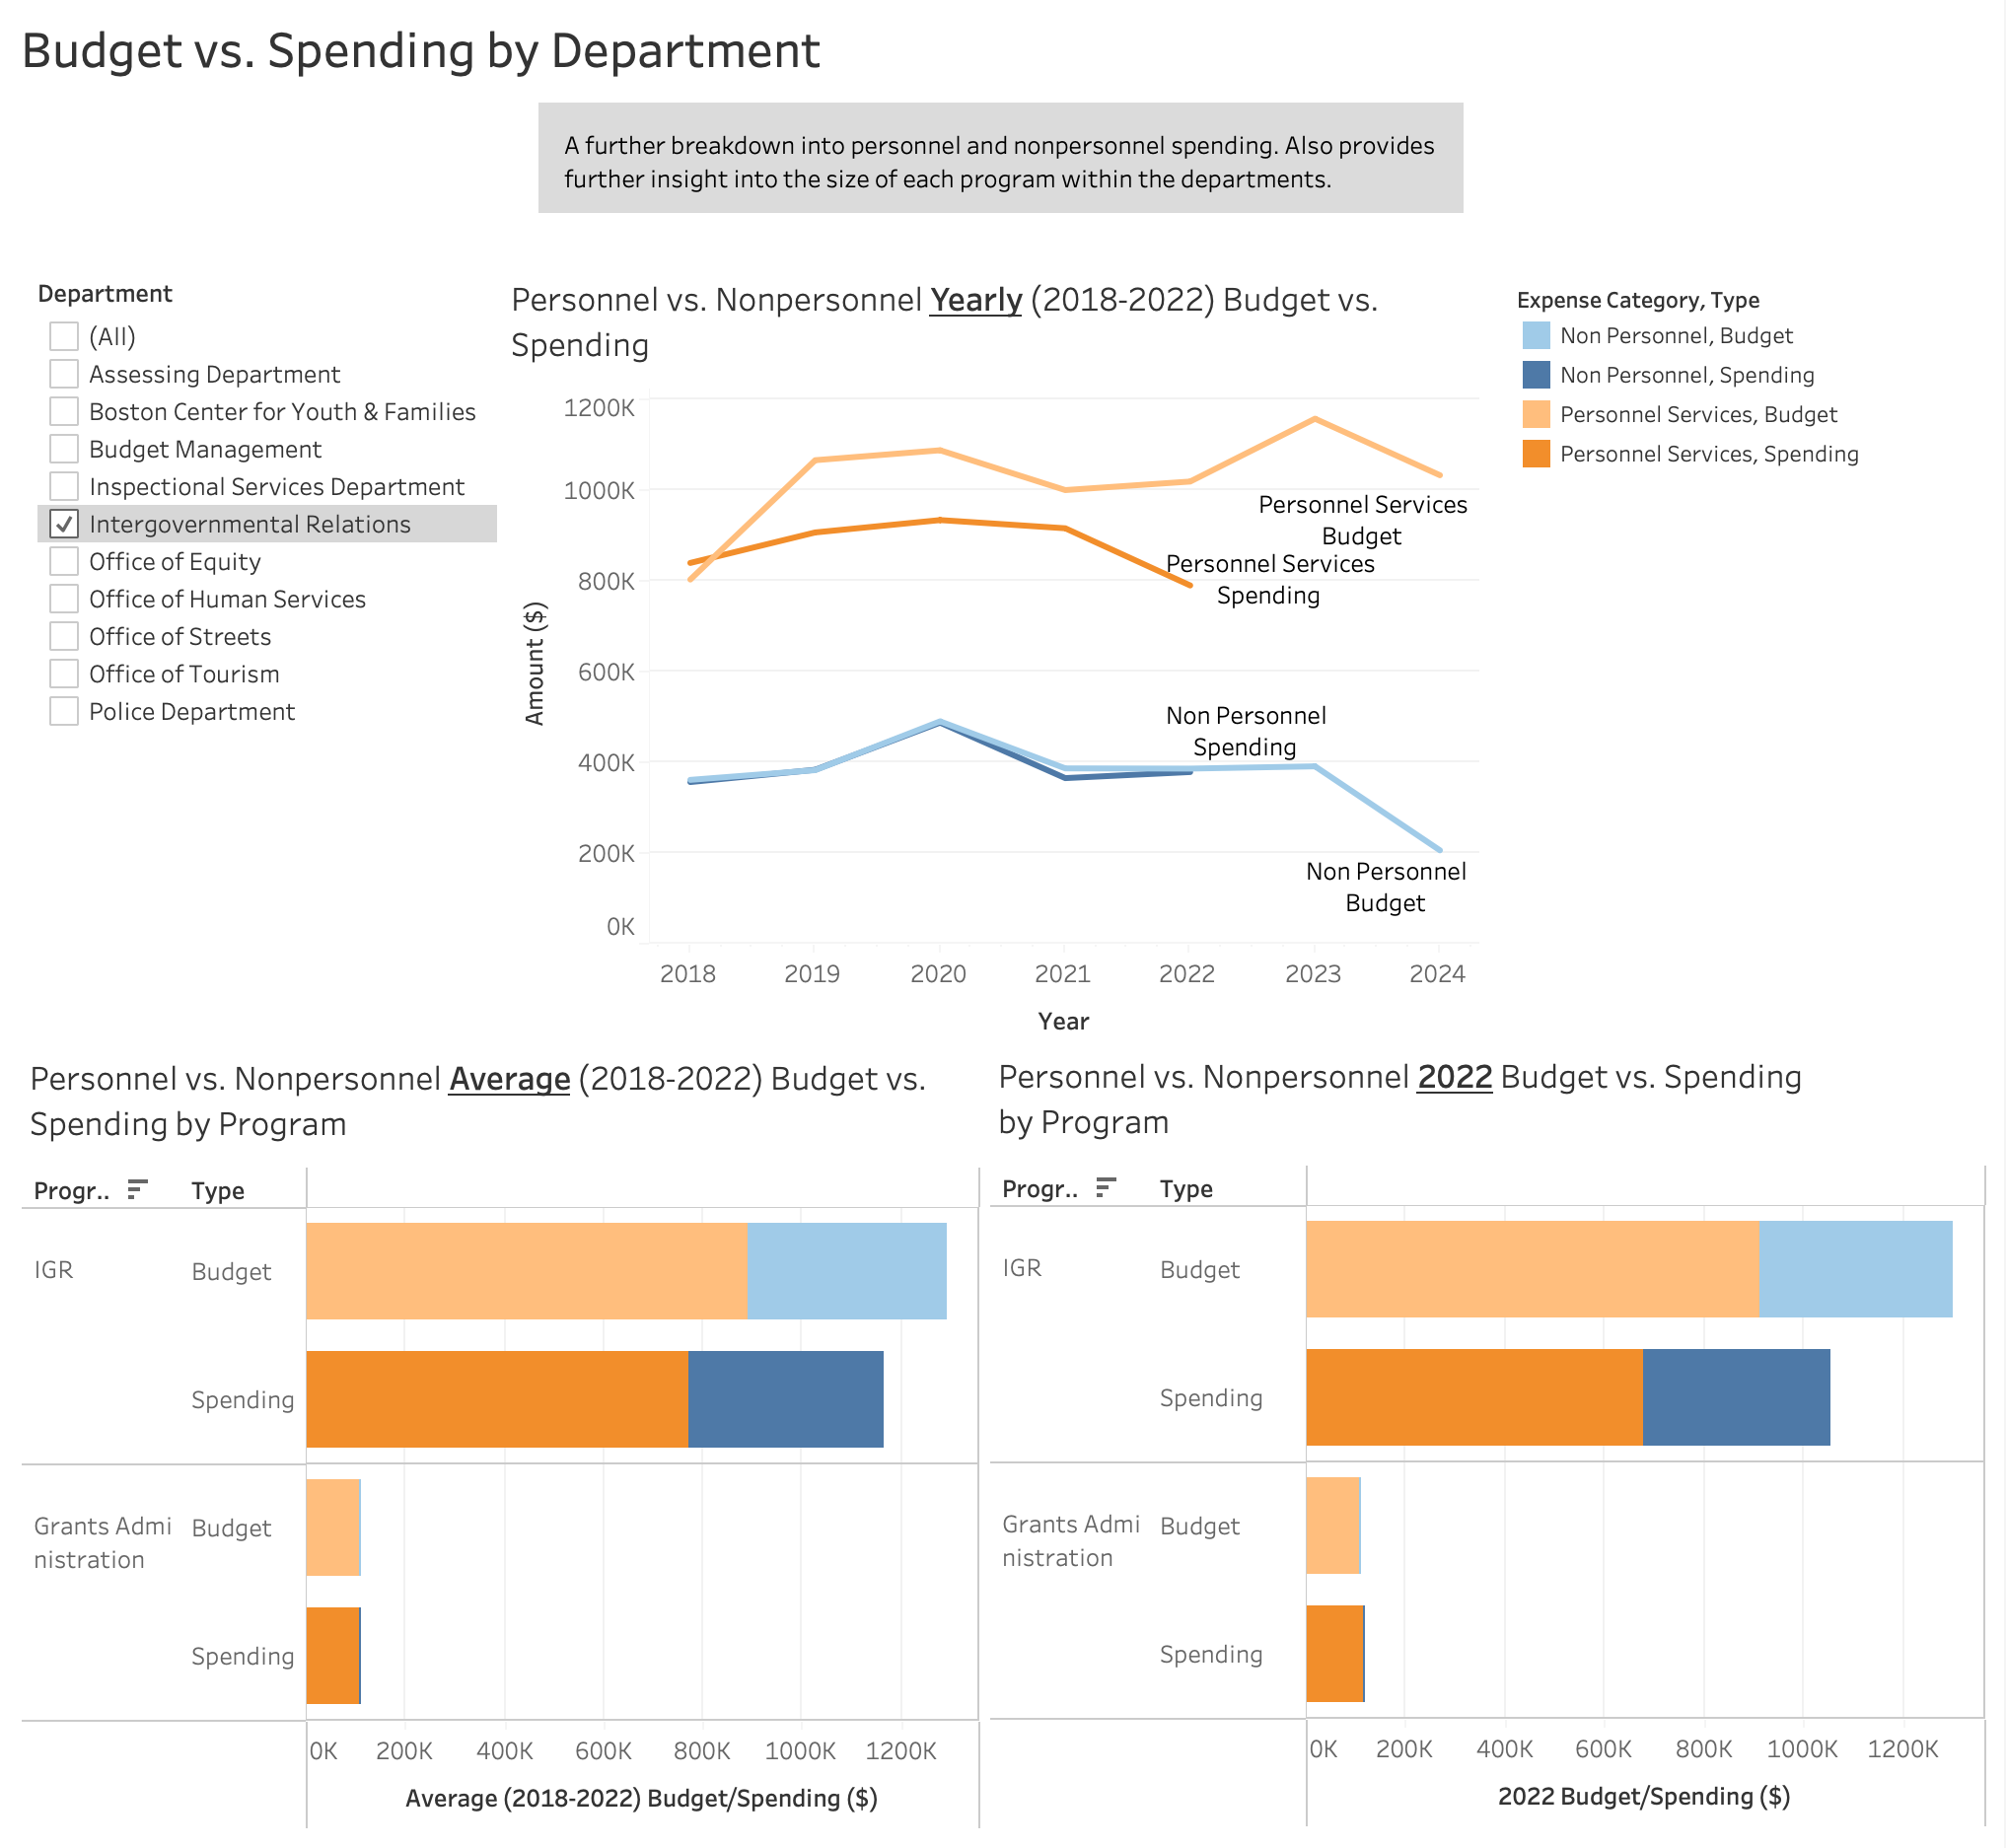 Budget vs. Spending by Department
A further breakdown into personnel and nonpersonnel spending. Also provides
further insight into the size of each program within the departments.
Department
(All)
Assessing Department
Boston Center for Youth & Families
Budget Management
Inspectional Services Department
Intergovernmental Relations
Office of Equity
Office of Human Services
Office of Streets
Office of Tourism
Police Department
Personnel vs. Nonpersonnel Yearly (2018-2022) Budget vs.
Spending
1200K
1000K
800K
600K
400K
200K
0K
Amount ($)
Personnel Services
Budget
Personnel Services
Spending
Non Personnel
Spending
Non Personnel
Budget
2018 2019 2020 2021 2022 2023 2024
Year
Expense Category, Type
Non Personnel, Budget
Non Personnel, Spending
Personnel Services, Budget
Personnel Services, Spending
Personnel vs. Nonpersonnel Average (2018-2022) Budget vs.
Spending by Program
Progr.. Type
IGR Budget
Spending
Grants Admi Budget
nistration
Spending
0K 200K 400K 600K 800K 1000K 1200K
Average (2018-2022) Budget/Spending ($)
Personnel vs. Nonpersonnel 2022 Budget vs. Spending
by Program
Progr.. Type
IGR Budget
Spending
Grants Admi Budget
nistration
Spending
0K 200K 400K 600K 800K 1000K 1200K
2022 Budget/Spending ($)